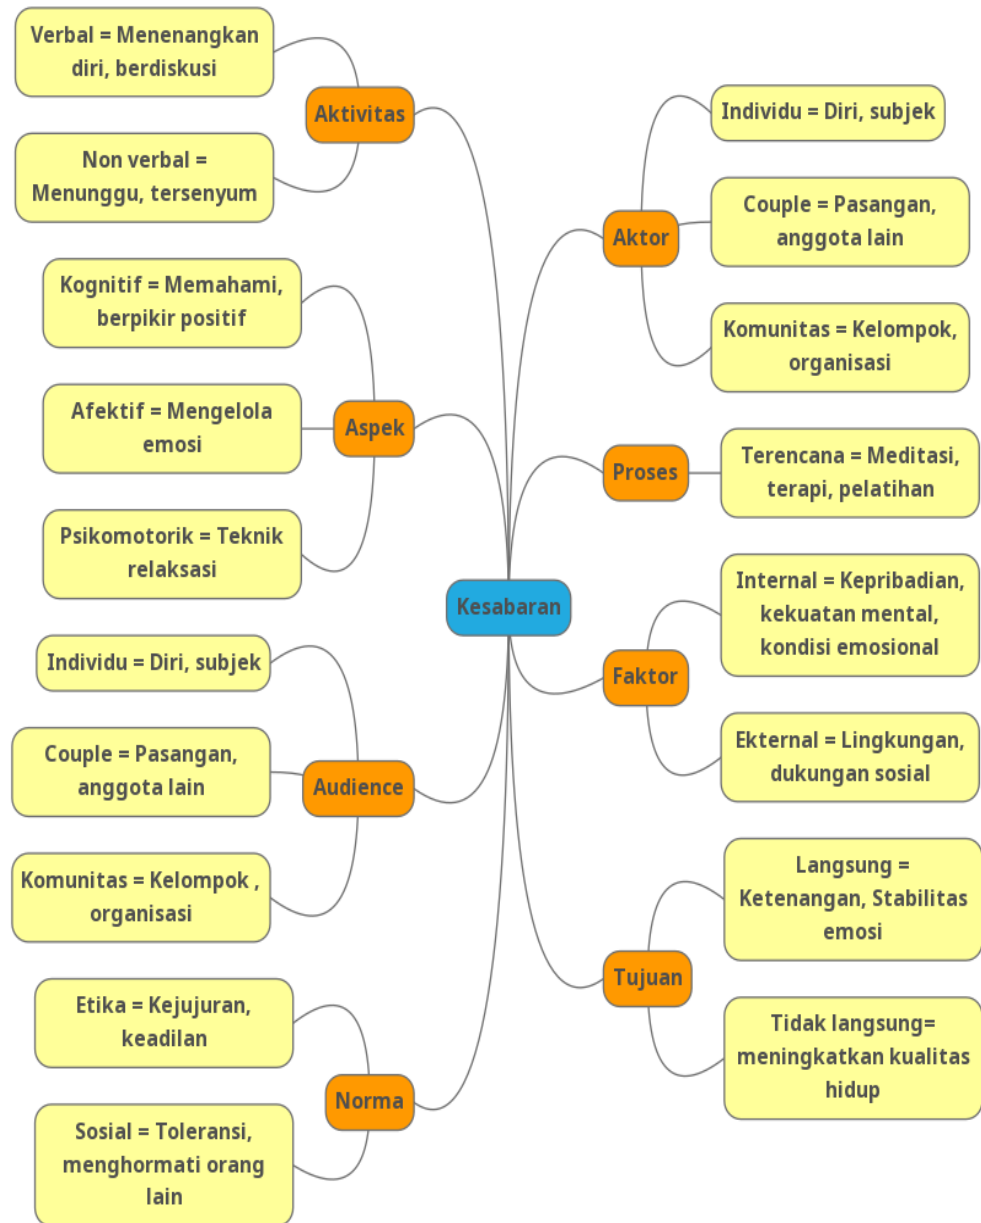 Kesabaran
Aktivitas
Verbal = Menenangkan
diri, berdiskusi
Non verbal =
Menunggu, tersenyum
Aspek
Kognitif = Memahami,
berpikir positif
Afektif = Mengelola
emosi
Psikomotorik = Teknik
relaksasi
Audience
Individu = Diri, subjek
Couple = Pasangan,
anggota lain
Komunitas = Kelompok ,
organisasi
Norma
Etika = Kejujuran,
keadilan
Sosial = Toleransi,
menghormati orang
lain
Aktor
Individu = Diri, subjek
Couple = Pasangan,
anggota lain
Komunitas = Kelompok,
organisasi
Proses
Terencana = Meditasi,
terapi, pelatihan
Faktor
Internal = Kepribadian,
kekuatan mental,
kondisi emosional
Ekternal = Lingkungan,
dukungan sosial
Tujuan
Langsung =
Ketenangan, Stabilitas
emosi
Tidak langsung=
meningkatkan kualitas
hidup